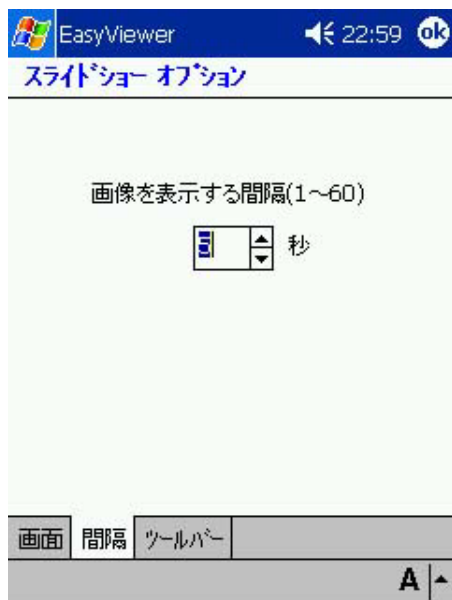 EasyViewer 22:59 ok
スライドショー オプション
画像を表示する間隔(1～60)
秒
画面 間隔 ツールバー
A